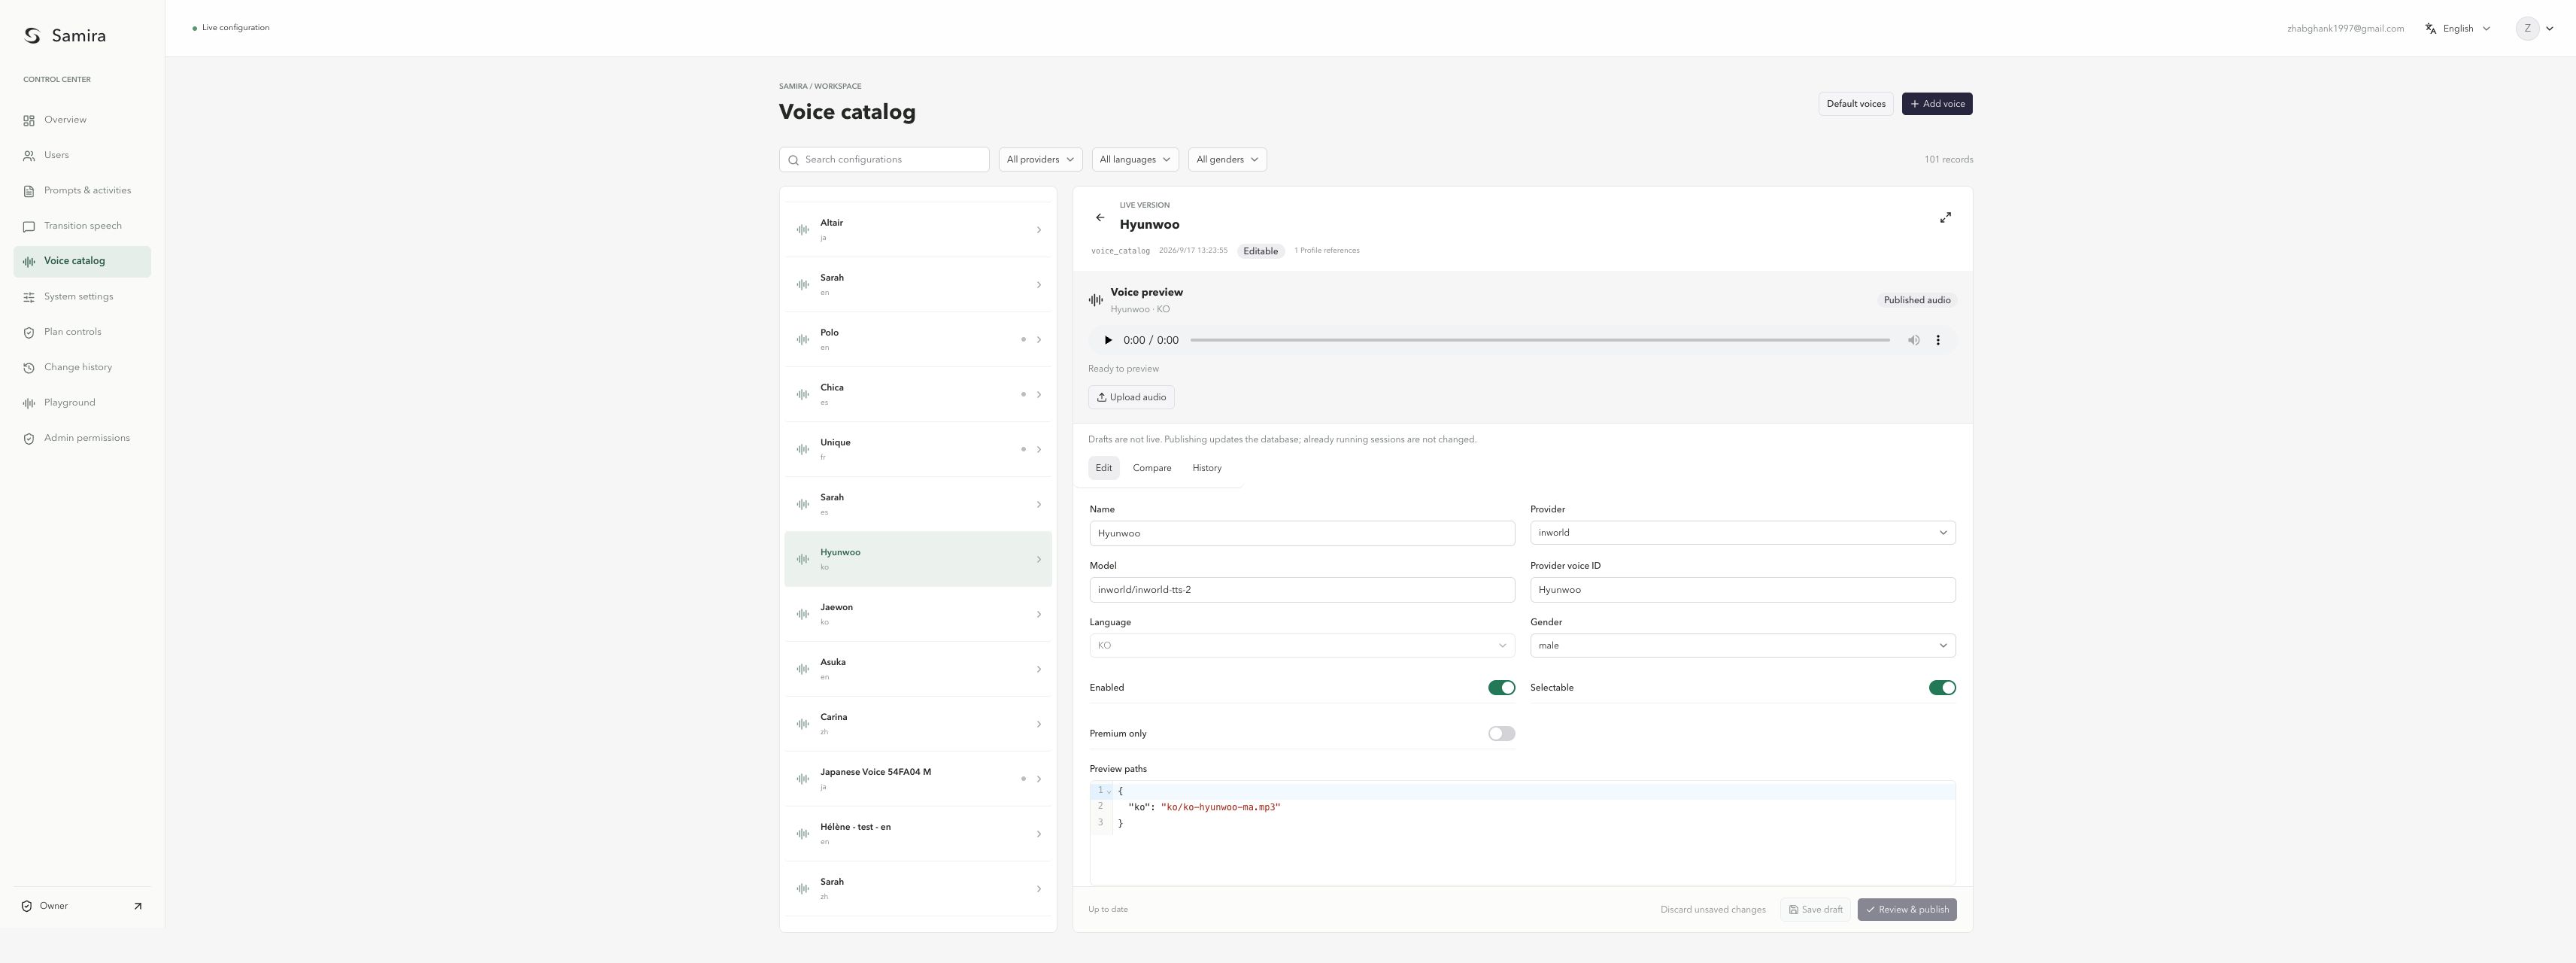 Samira
Live configuration
zhabghank1997@gmail.com
English
Z
CONTROL CENTER
Overview
Users
Prompts & activities
Transition speech
Voice catalog
System settings
Plan controls
Change history
Playground
Admin permissions
Owner
SAMIRA / WORKSPACE
Voice catalog
Default voices
Add voice
Search configurations
All providers
All languages
All genders
101 records
Altair
ja
Sarah
en
Polo
en
Chica
es
Unique
fr
Sarah
es
Hyunwoo
ko
Jaewon
ko
Asuka
en
Carina
zh
Japanese Voice 54FA04 M
ja
Hélène - test - en
en
Sarah
zh
LIVE VERSION
Hyunwoo
voice_catalog 2026/9/17 13:23:55 Editable 1 Profile references
Voice preview
Hyunwoo · KO
Published audio
0:00 / 0:00
Ready to preview
Upload audio
Drafts are not live. Publishing updates the database; already running sessions are not changed.
Edit Compare History
Name
Hyunwoo
Provider
inworld
Model
inworld/inworld-tts-2
Provider voice ID
Hyunwoo
Language
KO
Gender
male
Enabled
Selectable
Premium only
Preview paths
1 {
2 "ko": "ko/ko-hyunwoo-ma.mp3"
3 }
Up to date
Discard unsaved changes
Save draft
Review & publish